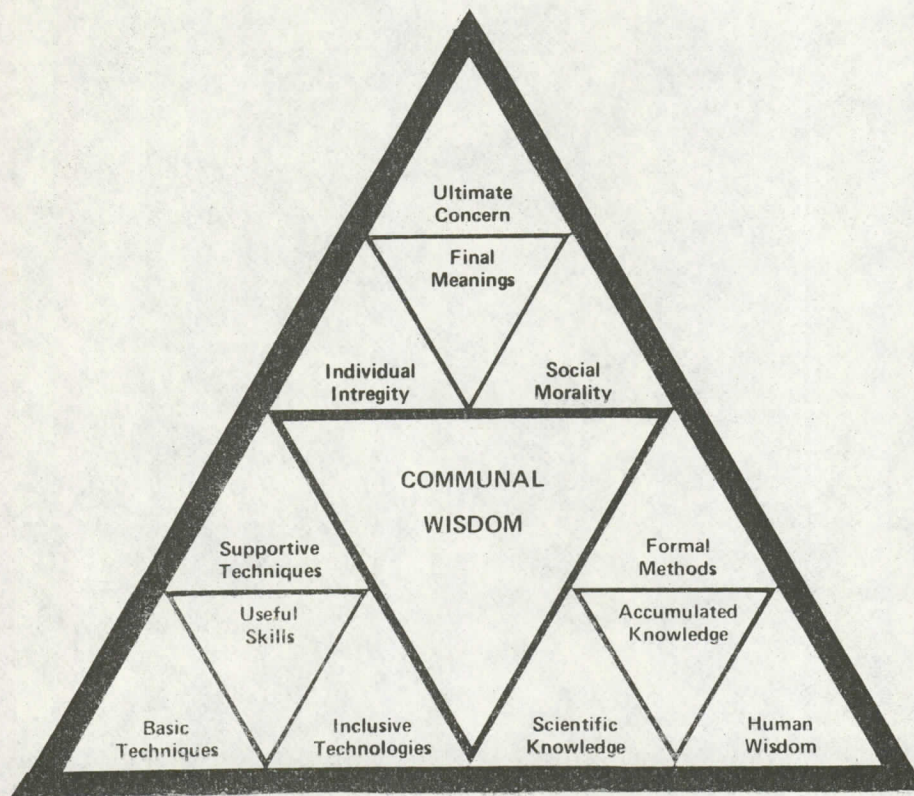 Ultimate
Concern
Final
Meanings
Individual
Intregity
Social
Morality
COMMUNAL
WISDOM
Supportive
Techniques
Formal
Methods
Useful
Skills
Accumulated
Knowledge
Basic
Techniques
Inclusive
Technologies
Scientific
Knowledge
Human
Wisdom